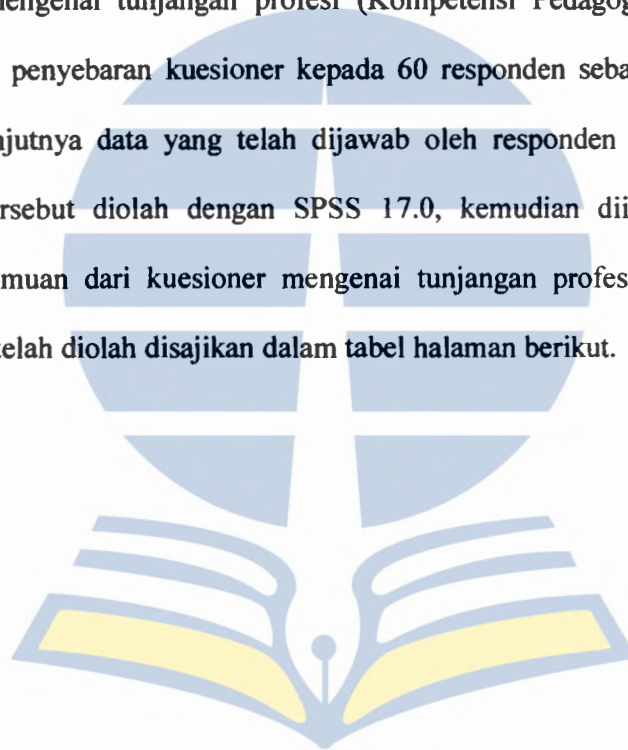 mengenai tunjangan profesi (Kompetensi Pedagog
penyebaran kuesioner kepada 60 responden seba
njutnya data yang telah dijawab oleh responden
ersebut diolah dengan SPSS 17.0, kemudian dii
muan dari kuesioner mengenai tunjangan profes
telah diolah disajikan dalam tabel halaman berikut.